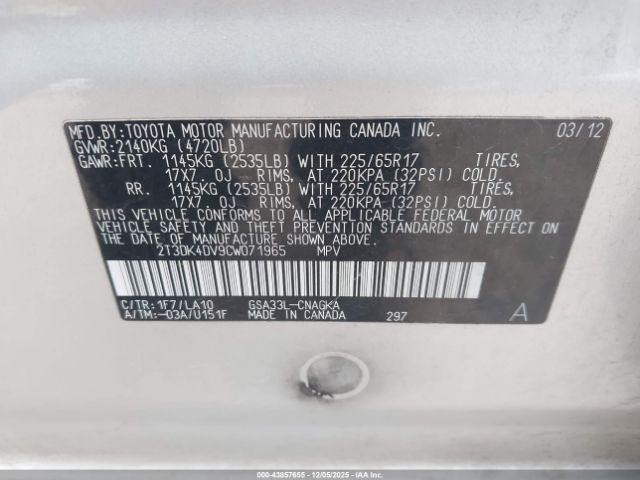 MFD.BY:TOYOTA MOTOR MANUFACTURING CANADA INC. 03/12
GVWR:2140KG (4720LB)
GAWR:FRT. 1145KG (2535LB) WITH 225/65R17 TIRES,
17X7. 0J RIMS, AT 220KPA (32PSI) COLD.
RR. 1145KG (2535LB) WITH 225/65R17 TIRES,
17X7. 0J RIMS, AT 220KPA (32PSI) COLD.
THIS VEHICLE CONFORMS TO ALL APPLICABLE FEDERAL MOTOR
VEHICLE SAFETY AND THEFT PREVENTION STANDARDS IN
EFFECT ON THE DATE OF MANUFACTURE SHOWN ABOVE.
2T3DK4DV9CW071965 MPV
C/TR:1F7/LA10 GSA33L-CNAGKA
A/TM:-03A/U151F MADE IN CANADA 297 A
000-43857655 - 12/05/2025 - IAA Inc.